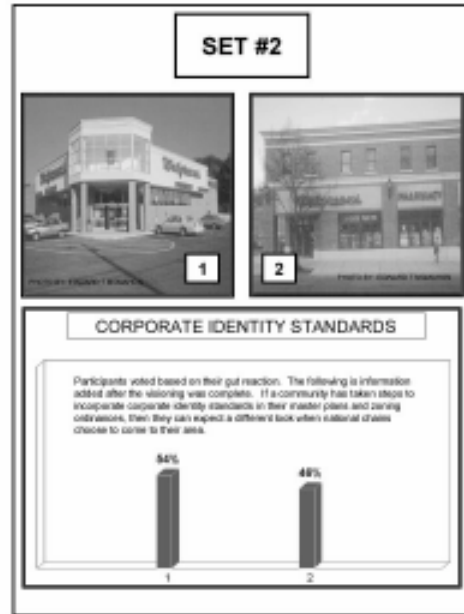 SET #2
Walgreens
1
Walgreens
PHARMACY
2
CORPORATE IDENTITY STANDARDS
Participants voted based on their gut reaction. The following is information
added after the visioning was complete. If a community has taken steps to
incorporate corporate identity standards in their master plans and zoning
ordinances, then they can expect a different look when national chains
choose to come to their area.
54%
46%
1
2